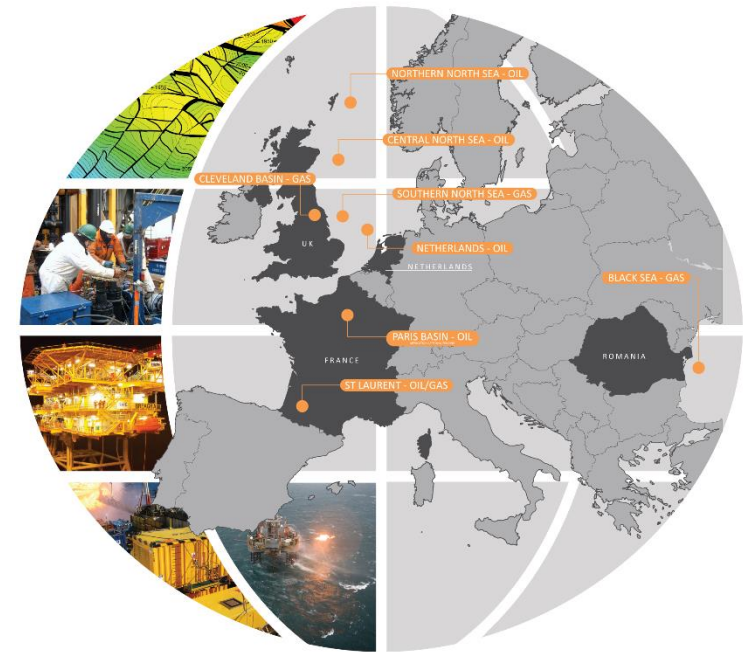 NORTHERN NORTH SEA - OIL
CENTRAL NORTH SEA - OIL
CLEVELAND BASIN - GAS
SOUTHERN NORTH SEA - GAS
UK
NETHERLANDS - OIL
NETHERLANDS
BLACK SEA - GAS
PARIS BASIN - OIL
FRANCE
ROMANIA
ST LAURENT - OIL/GAS